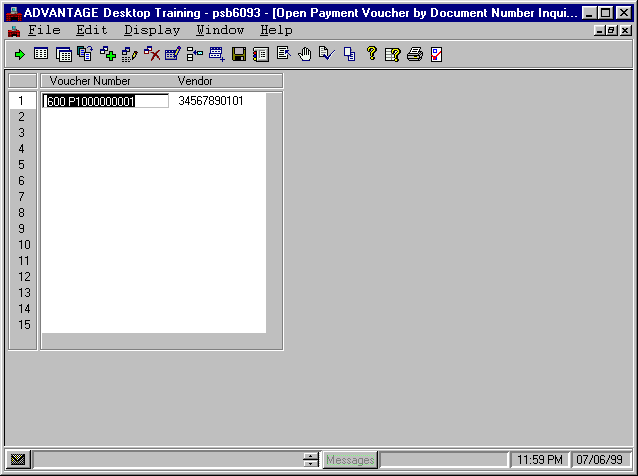 ADVANTAGE Desktop Training - psb6093 - [Open Payment Voucher by Document Number Inqui...
File Edit Display Window Help
Voucher Number Vendor
1 600 P1000000001 34567890101
2
3
4
5
6
7
8
9
10
11
12
13
14
15
Messages 11:59 PM 07/06/99